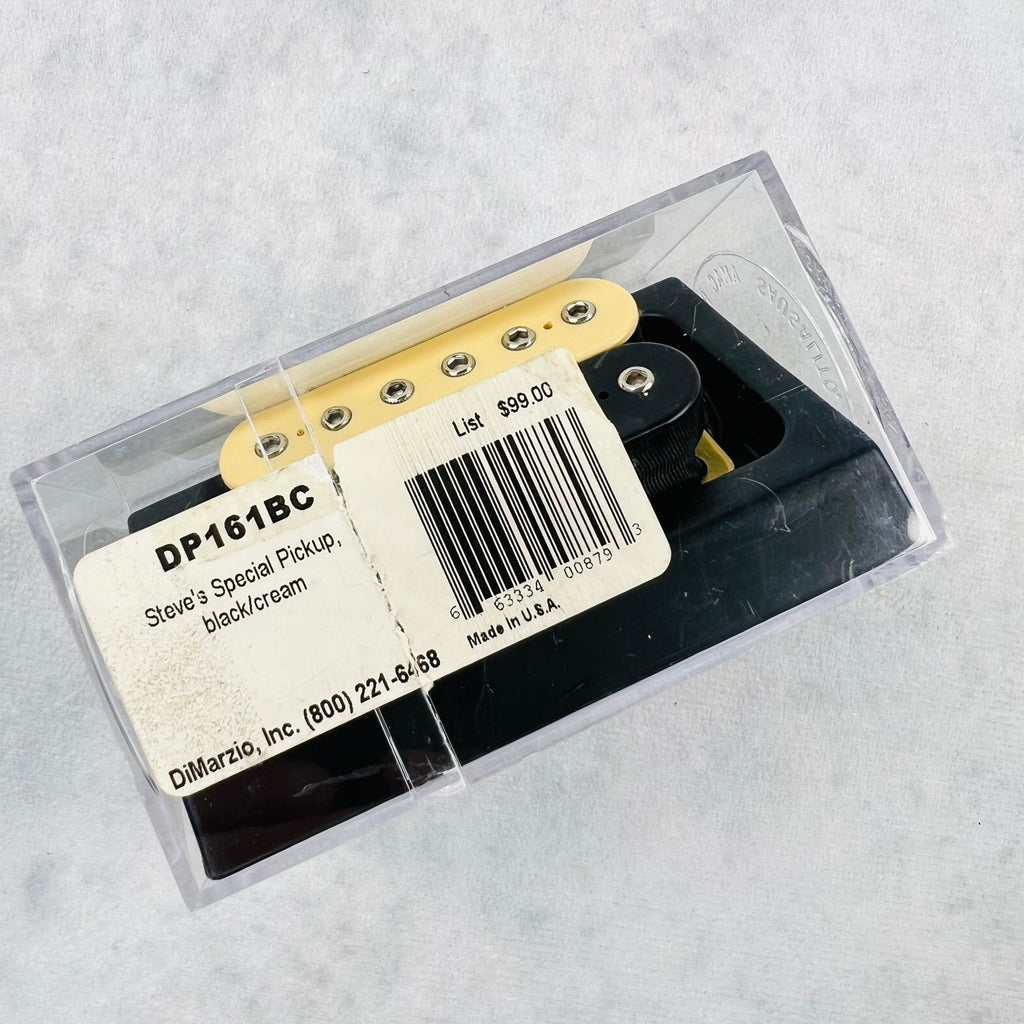 DP161BC
Steve's Special Pickup,
black/cream
List $99.00
6 63334 00879 3
Made in U.S.A.
DiMarzio, Inc. (800) 221-6468
SAUSALITO